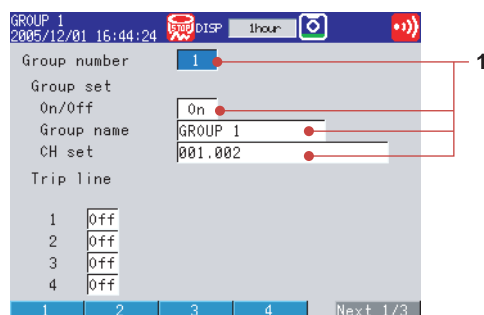 GROUP 1
2005/12/01 16:44:24 STOP DISP 1hour
Group number 1
1
Group set
On/Off On
Group name GROUP 1
CH set 001.002
Trip line
1 Off
2 Off
3 Off
4 Off
1 2 3 4 Next 1/3